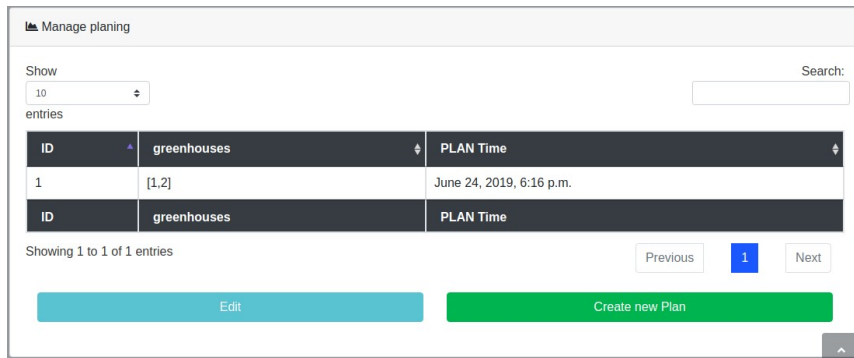 Manage planing
Show
Search:
10
entries
ID greenhouses PLAN Time
1 [1,2] June 24, 2019, 6:16 p.m.
ID greenhouses PLAN Time
Showing 1 to 1 of 1 entries
Previous 1 Next
Edit Create new Plan